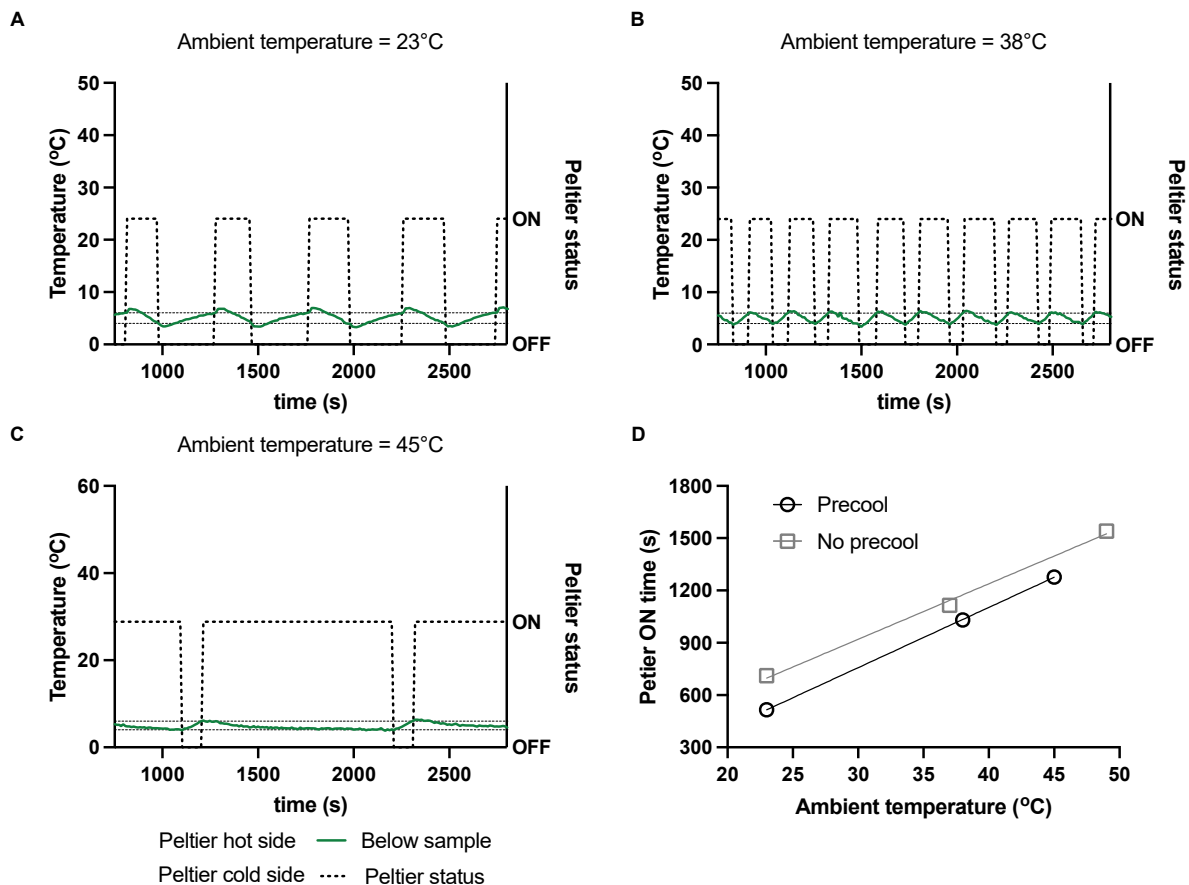 A
Ambient temperature = 23°C
50
40
30
20
10
0
Temperature (ºC)
ON
OFF
Peltier status
1000 1500 2000 2500
time (s)
B
Ambient temperature = 38°C
50
40
30
20
10
0
Temperature (ºC)
ON
OFF
Peltier status
1000 1500 2000 2500
time (s)
C
Ambient temperature = 45°C
60
40
20
0
Temperature (ºC)
ON
OFF
Peltier status
1000 1500 2000 2500
time (s)
Peltier hot side Below sample
Peltier cold side Peltier status
D
1800
1500
1200
900
600
300
Petier ON time (s)
Precool
No precool
20 25 30 35 40 45 50
Ambient temperature (ºC)